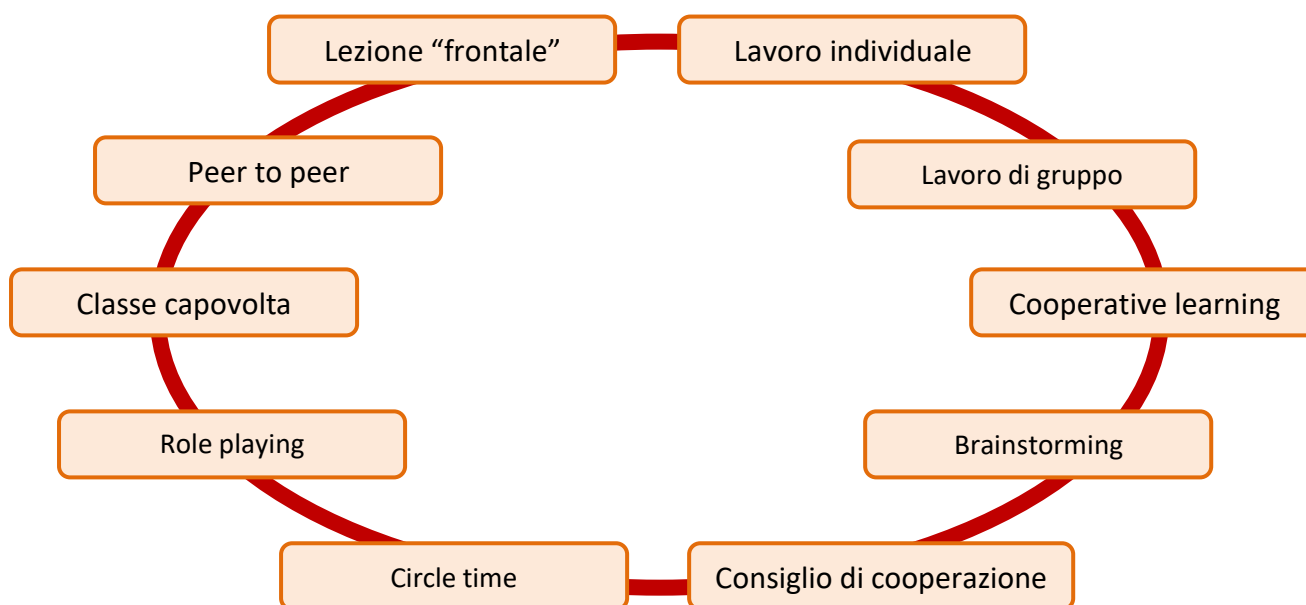 Lezione “frontale”
Lavoro individuale
Peer to peer
Lavoro di gruppo
Classe capovolta
Cooperative learning
Role playing
Brainstorming
Circle time
Consiglio di cooperazione